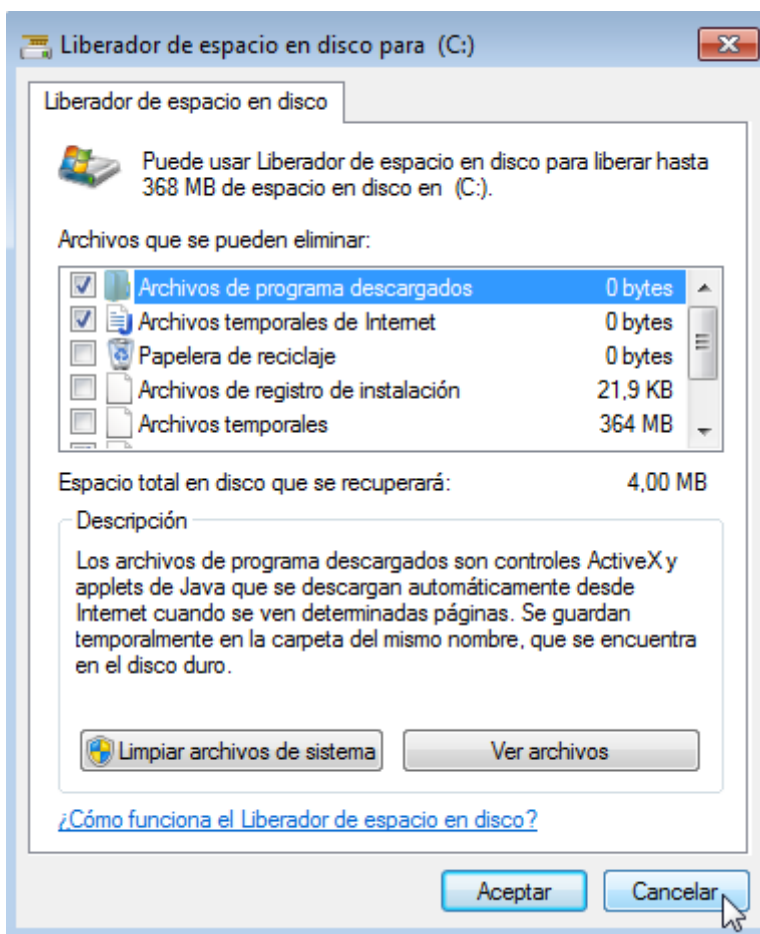 Liberador de espacio en disco para (C:)
Liberador de espacio en disco
Puede usar Liberador de espacio en disco para liberar hasta
368 MB de espacio en disco en (C:).
Archivos que se pueden eliminar:
Archivos de programa descargados 0 bytes
Archivos temporales de Internet 0 bytes
Papelera de reciclaje 0 bytes
Archivos de registro de instalación 21,9 KB
Archivos temporales 364 MB
Espacio total en disco que se recuperará: 4,00 MB
Descripción
Los archivos de programa descargados son controles ActiveX y
applets de Java que se descargan automáticamente desde
Internet cuando se ven determinadas páginas. Se guardan
temporalmente en la carpeta del mismo nombre, que se encuentra
en el disco duro.
Limpiar archivos de sistema Ver archivos
¿Cómo funciona el Liberador de espacio en disco?
Aceptar Cancelar